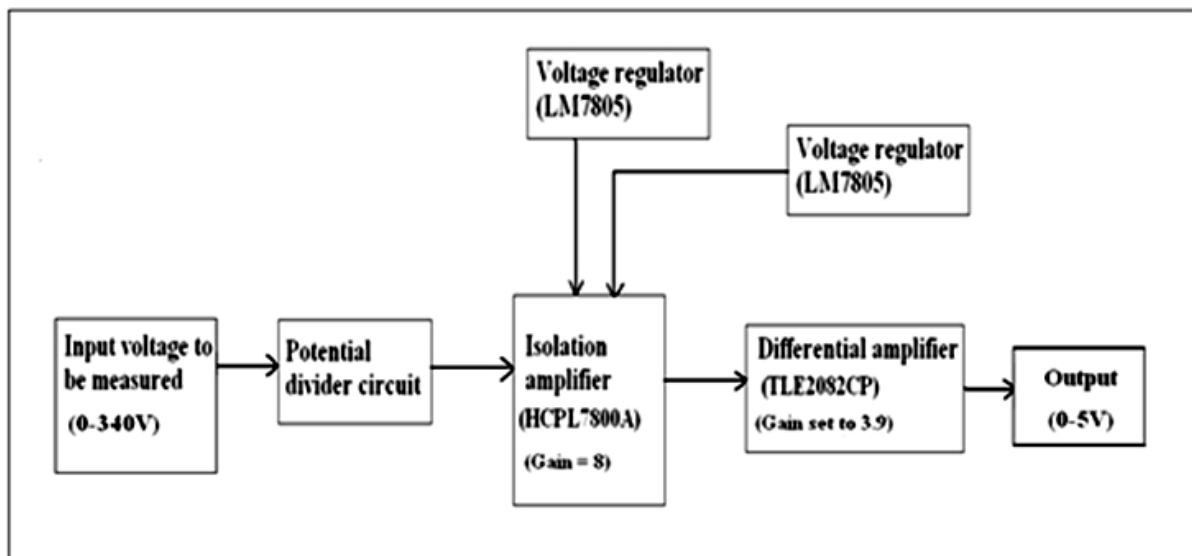 Voltage regulator
(LM7805)
Voltage regulator
(LM7805)
Input voltage to
be measured
(0-340V)
Potential
divider circuit
Isolation
amplifier
(HCPL7800A)
(Gain = 8)
Differential amplifier
(TLE2082CP)
(Gain set to 3.9)
Output
(0-5V)